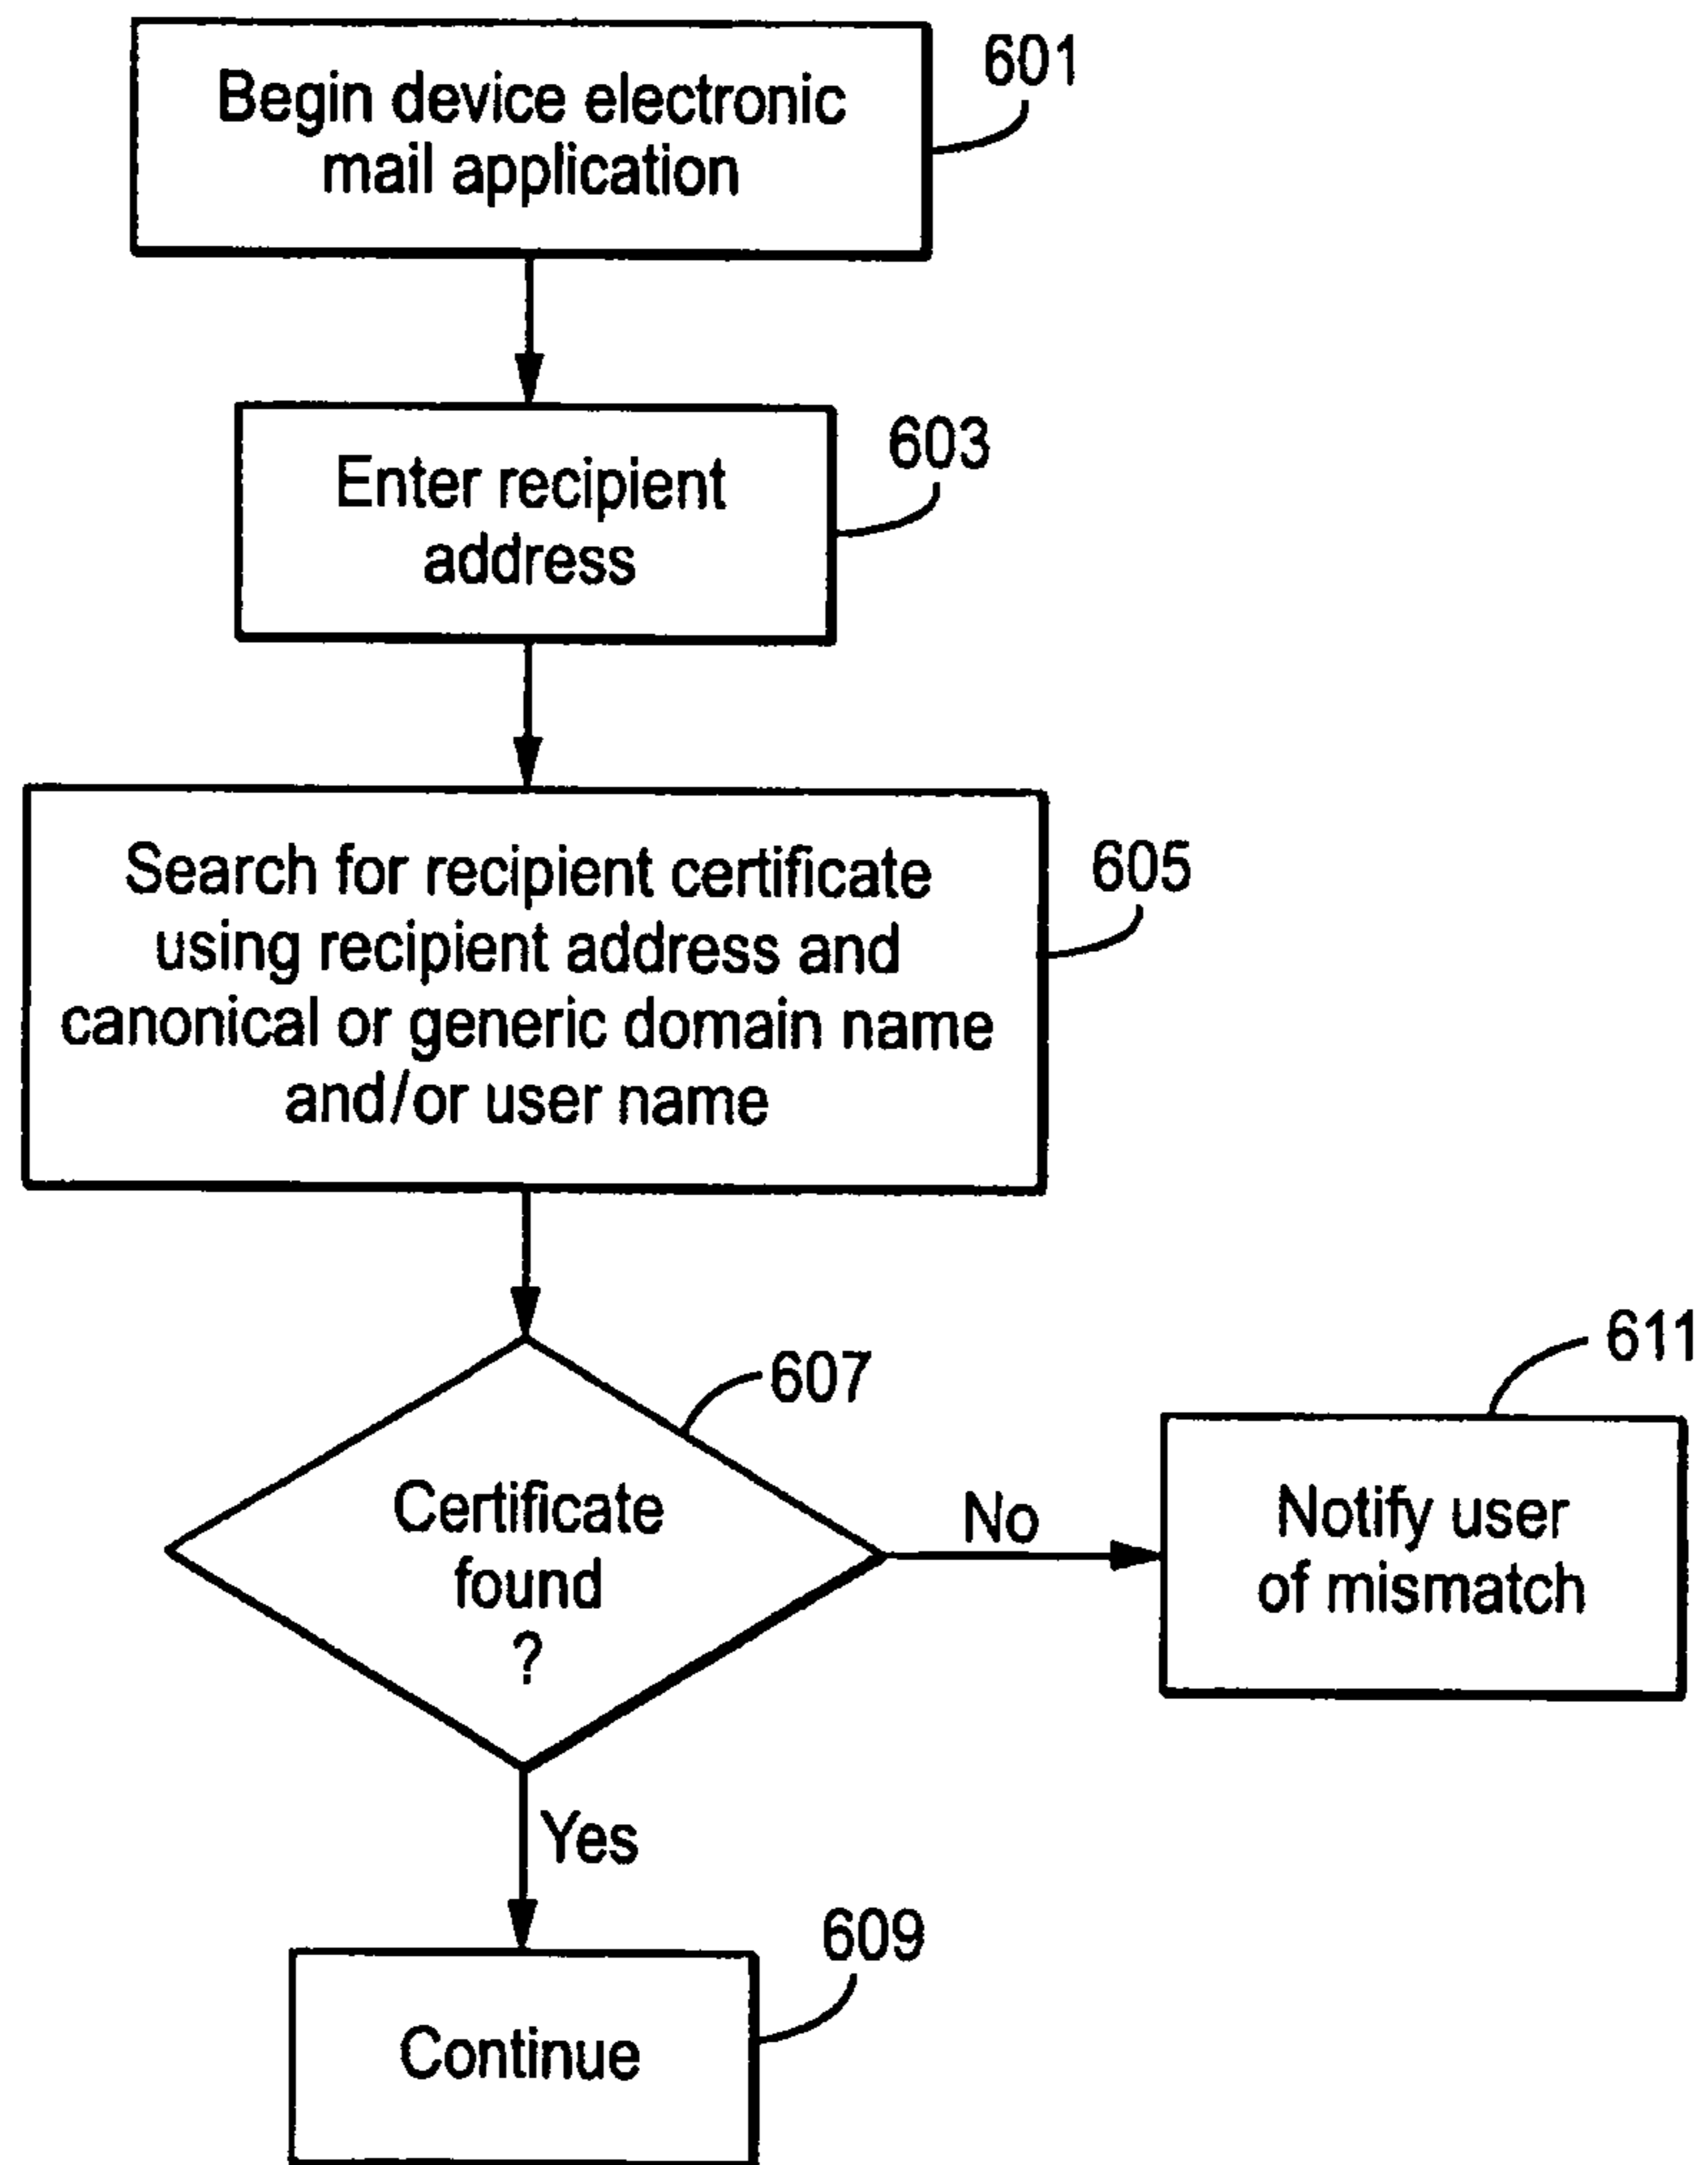 Begin device electronic
mail application
601
Enter recipient
address
603
Search for recipient certificate
using recipient address and
canonical or generic domain name
and/or user name
605
Certificate
found
?
607
No
Notify user
of mismatch
611
Yes
Continue
609